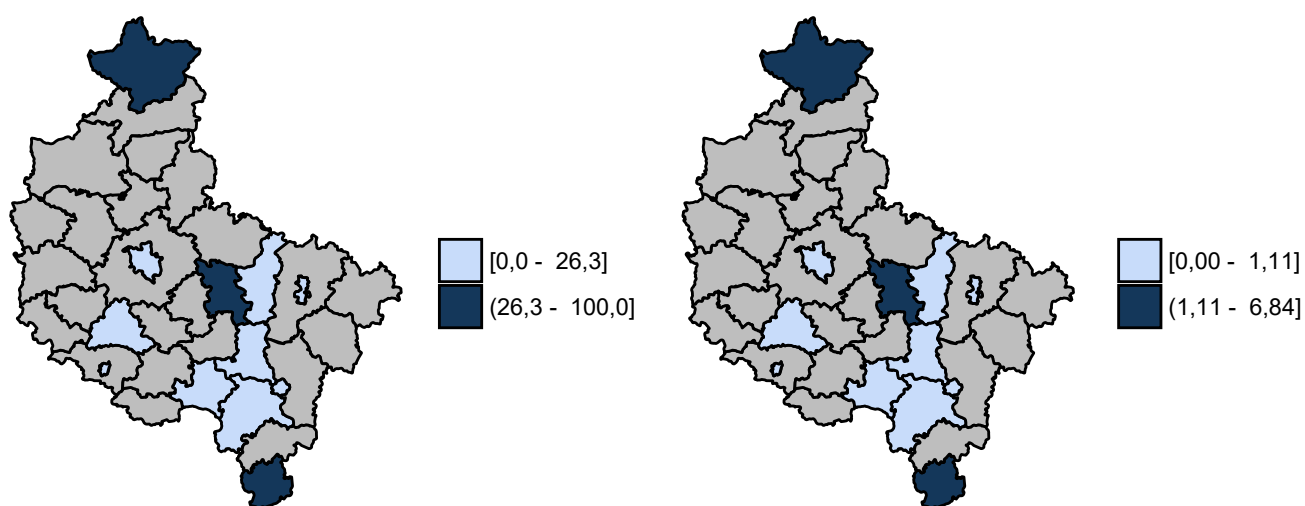 [0,0 - 26,3]
(26,3 - 100,0]
[0,00 - 1,11]
(1,11 - 6,84]